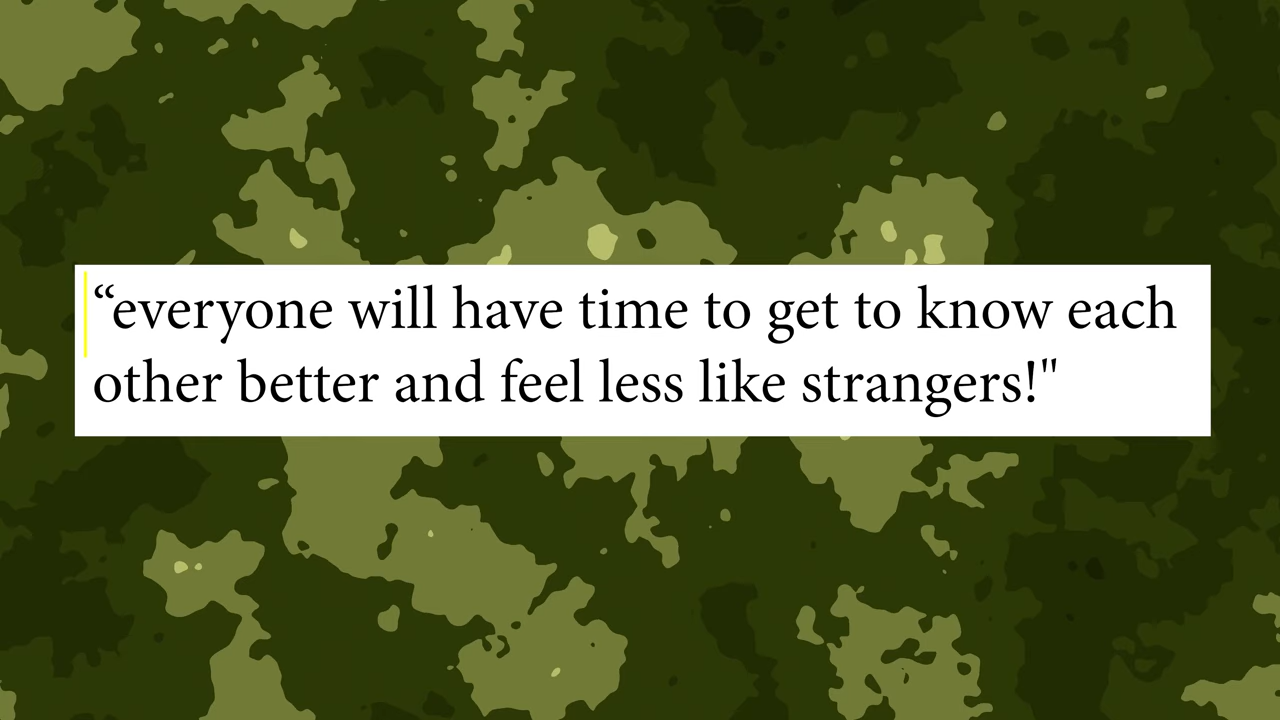 “everyone will have time to get to know each
other better and feel less like strangers!"